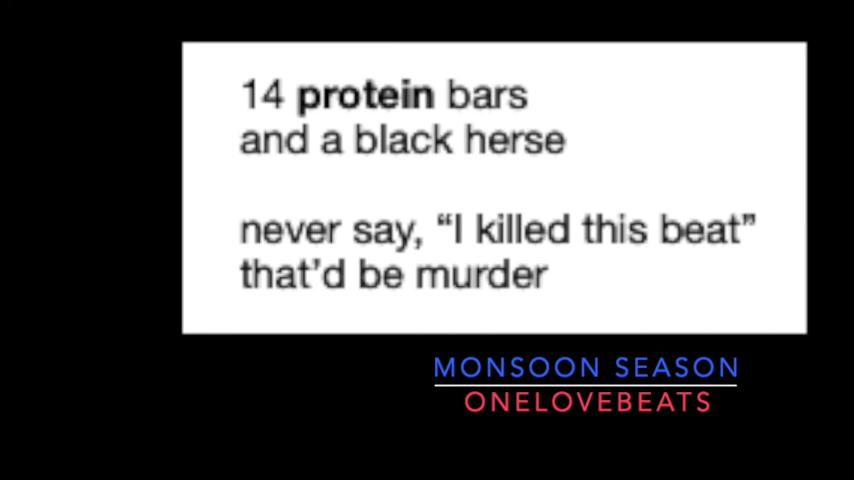 14 protein bars
and a black herse
never say, “I killed this beat”
that’d be murder
MONSOON SEASON
ONELOVEBEATS